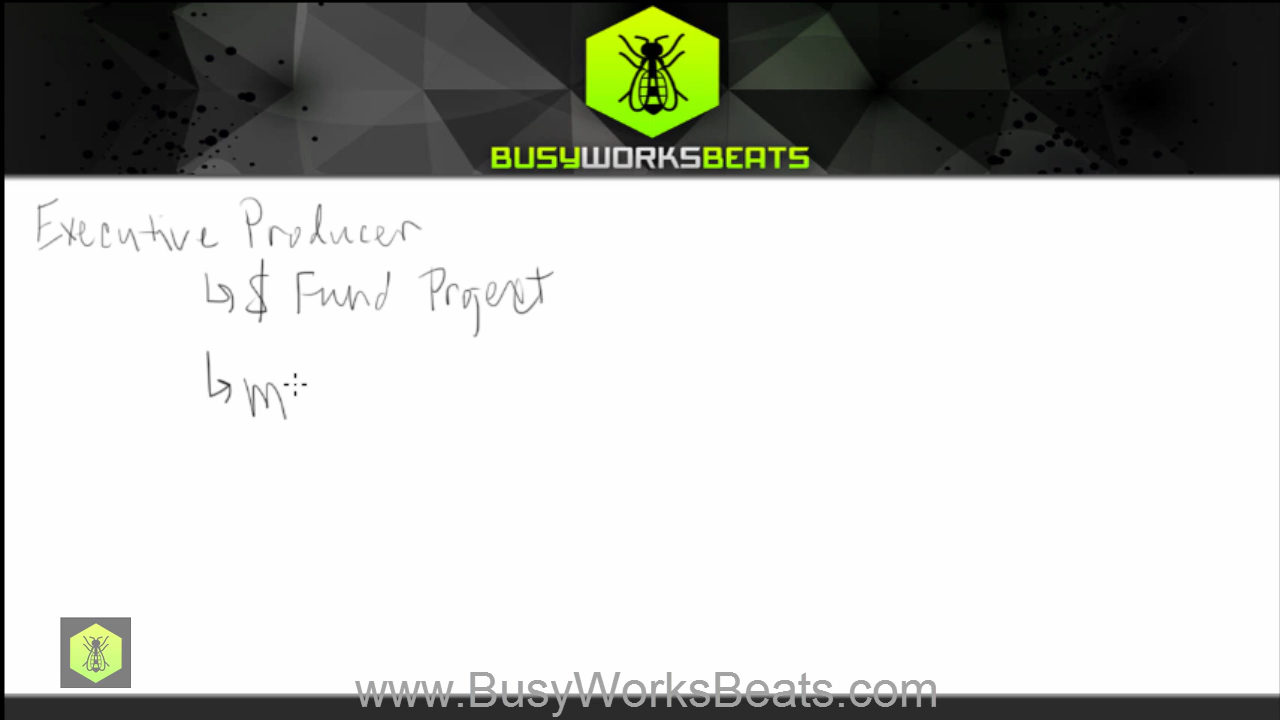 BUSYWORKSBEATS
Executive Producer
↳ $ Fund Project
↳ m
www.BusyWorksBeats.com